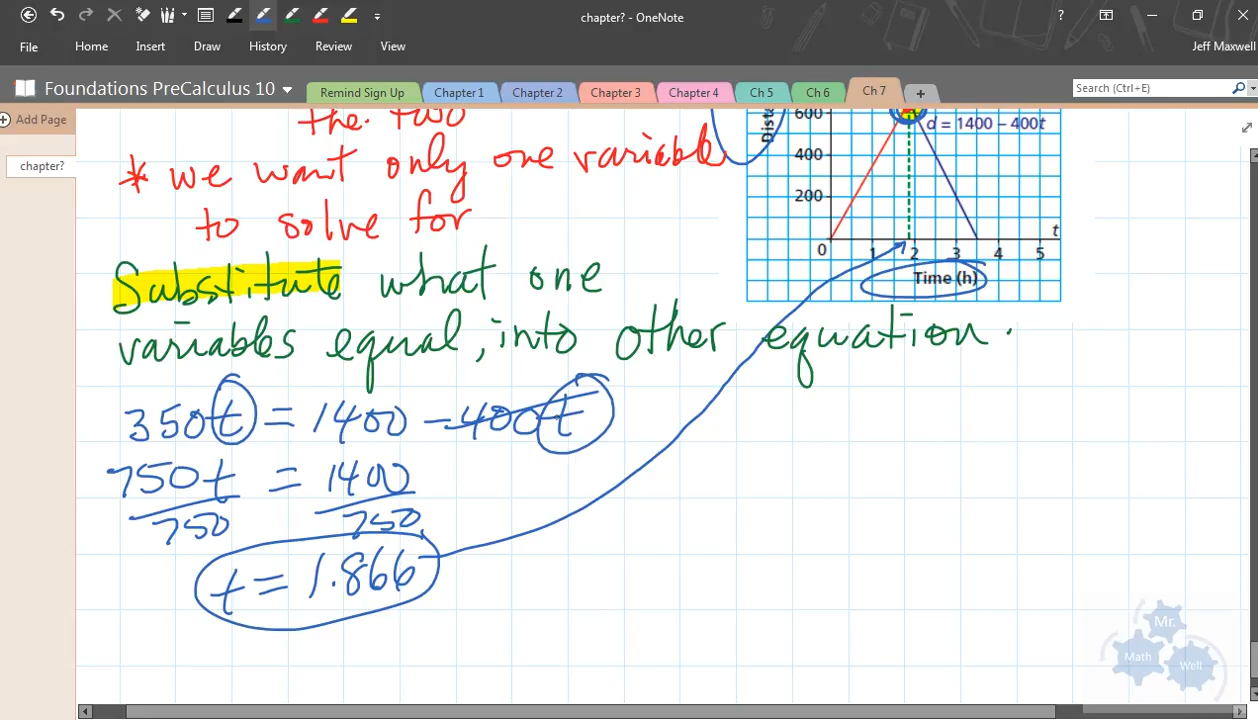 chapter? - OneNote
?
File
Home
Insert
Draw
History
Review
View
Jeff Maxwell
Foundations PreCalculus 10
Remind Sign Up
Chapter 1
Chapter 2
Chapter 3
Chapter 4
Ch 5
Ch 6
Ch 7
+
Search (Ctrl+E)
Add Page
chapter?
the two
* we want only one variable
to solve for
Substitute what one
variables equal, into other equation.
350t = 1400 - 400t
750t = 1400
750 750
t = 1.866
600
d = 1400 – 400t
400
200
0 1 2 3 4 5
t
Time (h)
Mr.
Math
Well